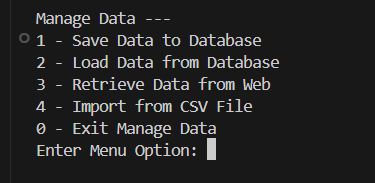 Manage Data ---
1 - Save Data to Database
2 - Load Data from Database
3 - Retrieve Data from Web
4 - Import from CSV File
0 - Exit Manage Data
Enter Menu Option: